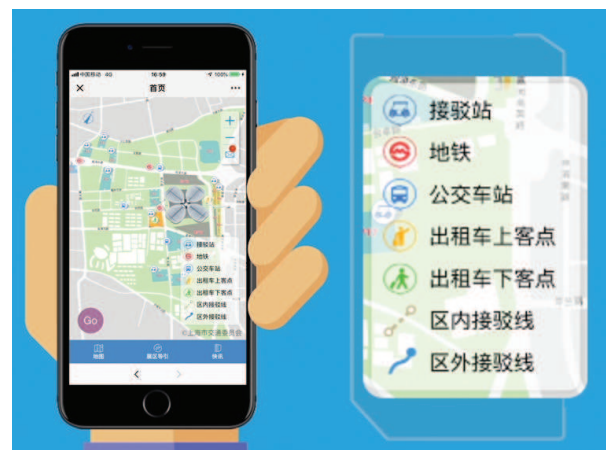 中国移动 4G 16:59 100%
首页
接驳站
地铁
公交车站
出租车上客点
出租车下客点
区内接驳线
区外接驳线
©上海市交通委员会
Go
地图 展区导引 快讯
接驳站
地铁
公交车站
出租车上客点
出租车下客点
区内接驳线
区外接驳线